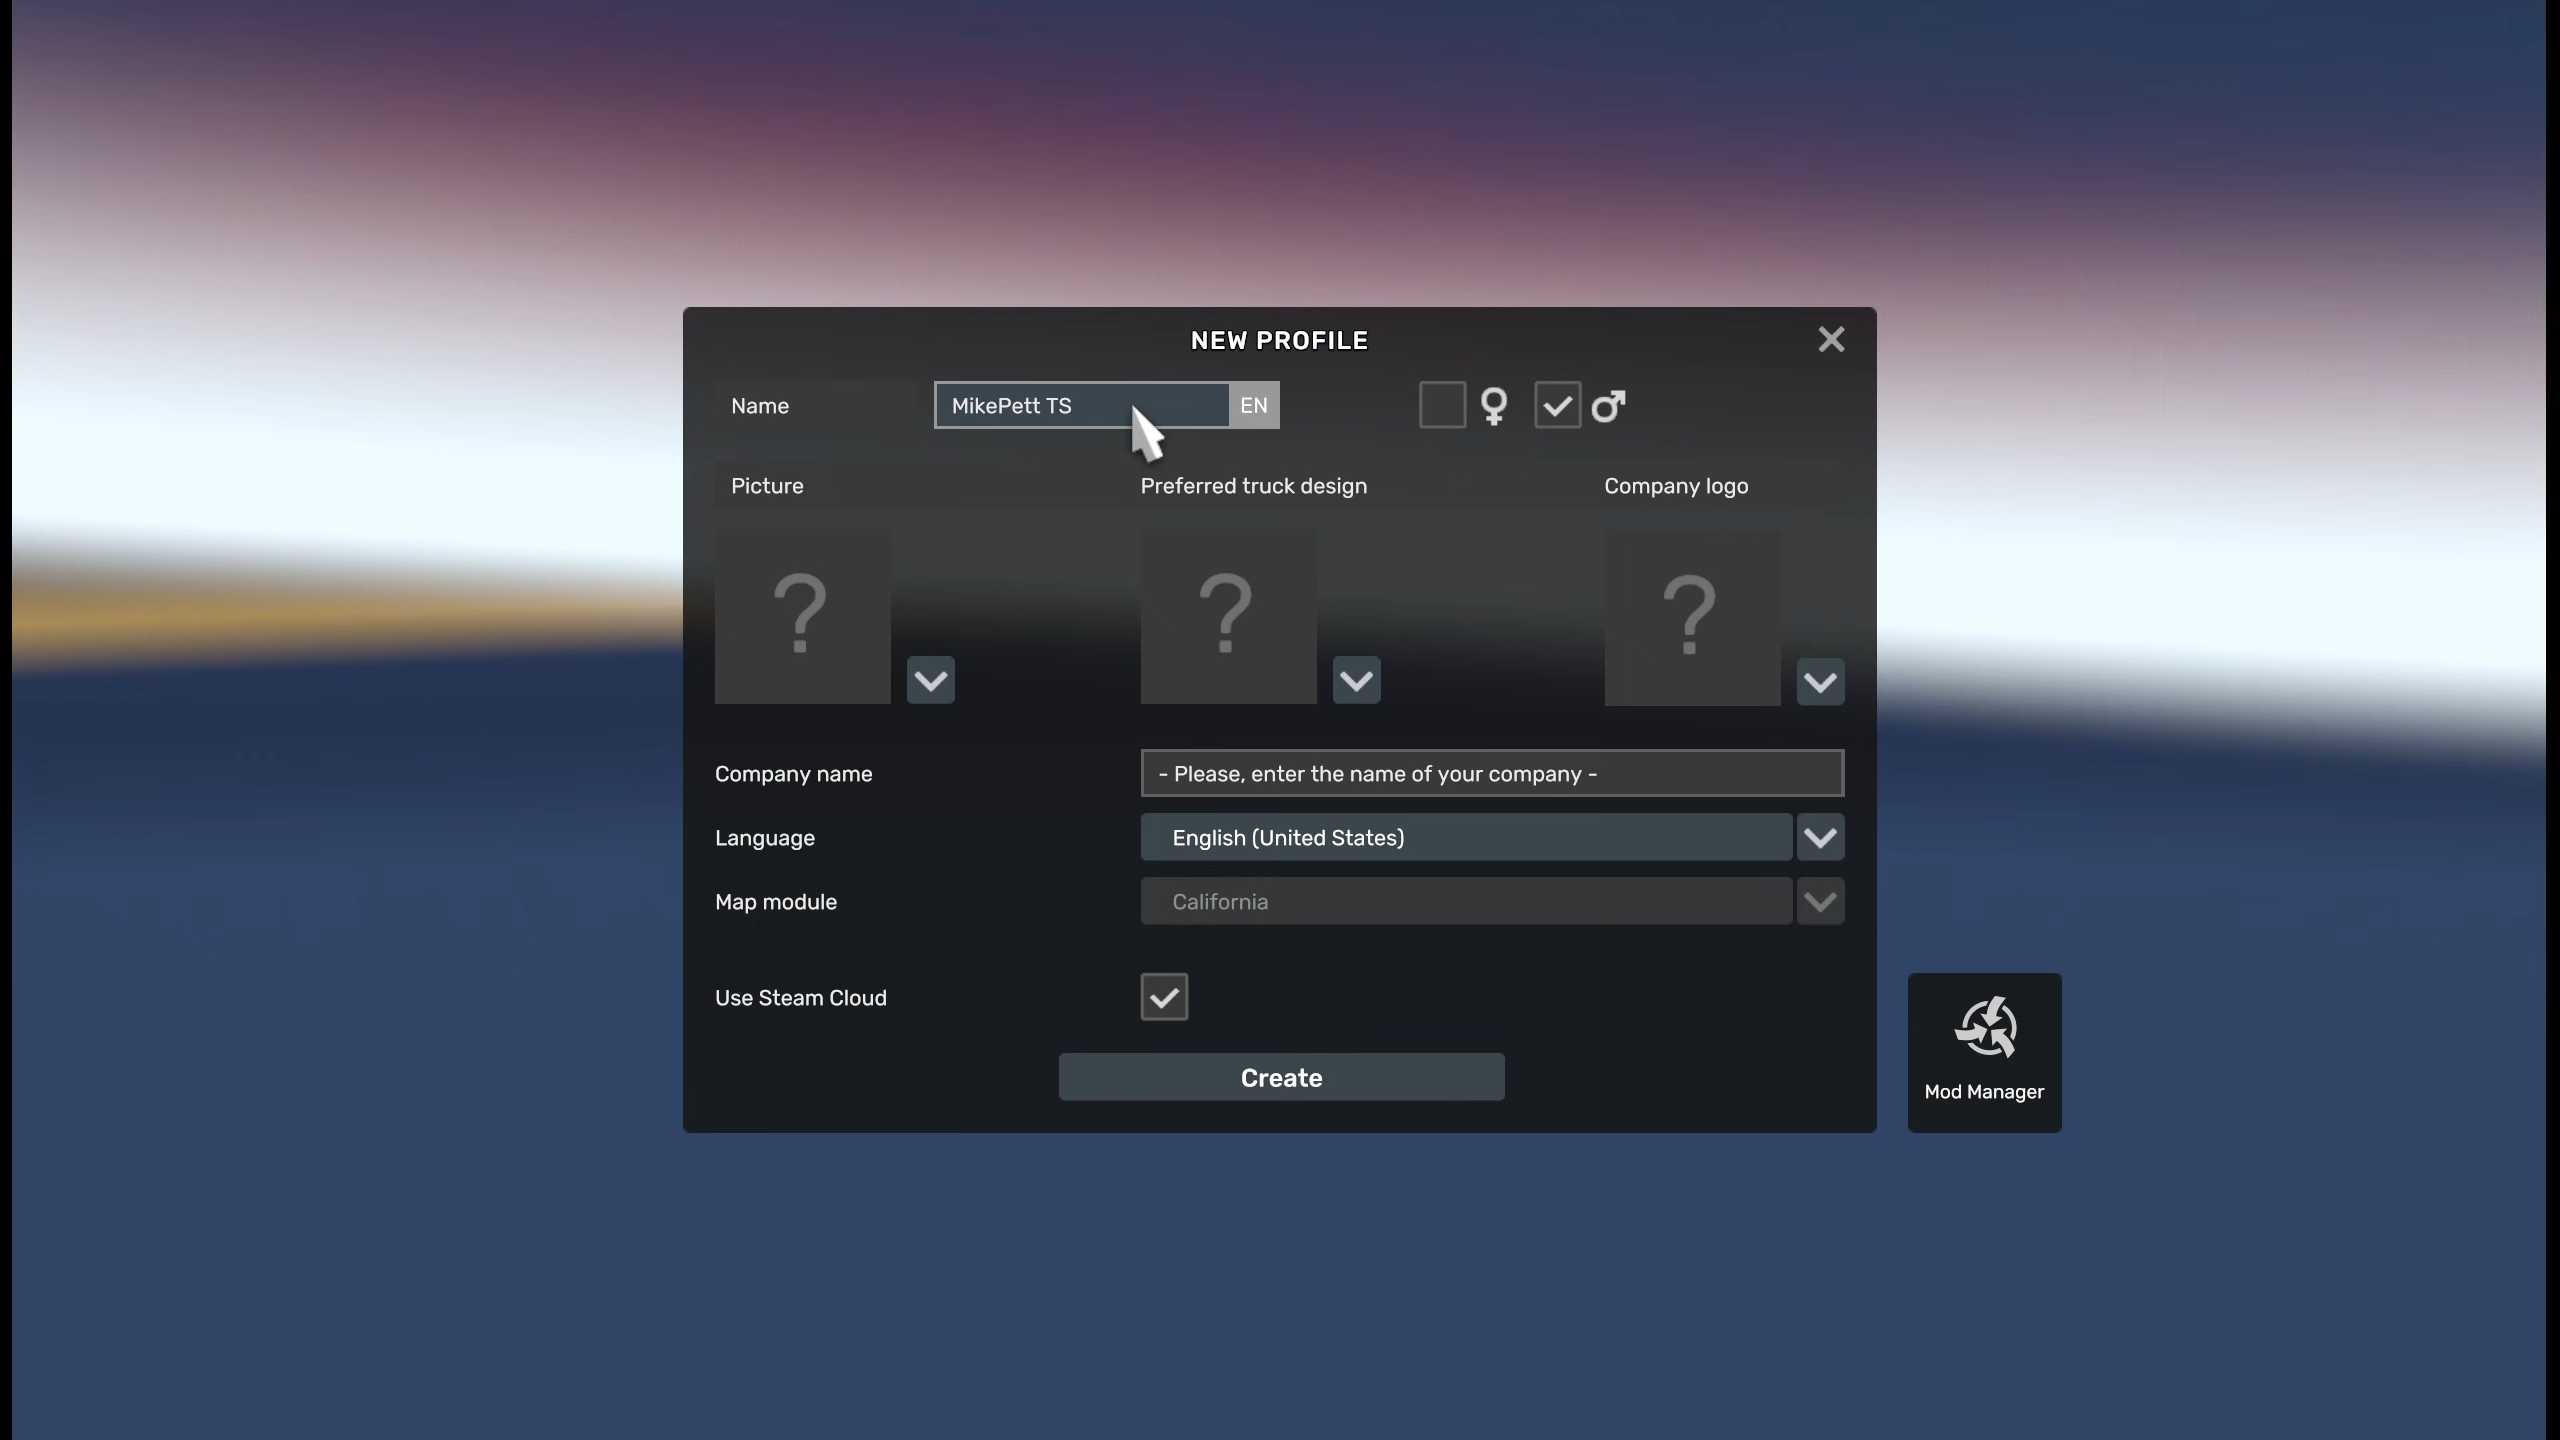 NEW PROFILE
Name
MikePett TS
EN
Picture
Preferred truck design
Company logo
?
?
?
Company name
- Please, enter the name of your company -
Language
English (United States)
Map module
California
Use Steam Cloud
Create
Mod Manager